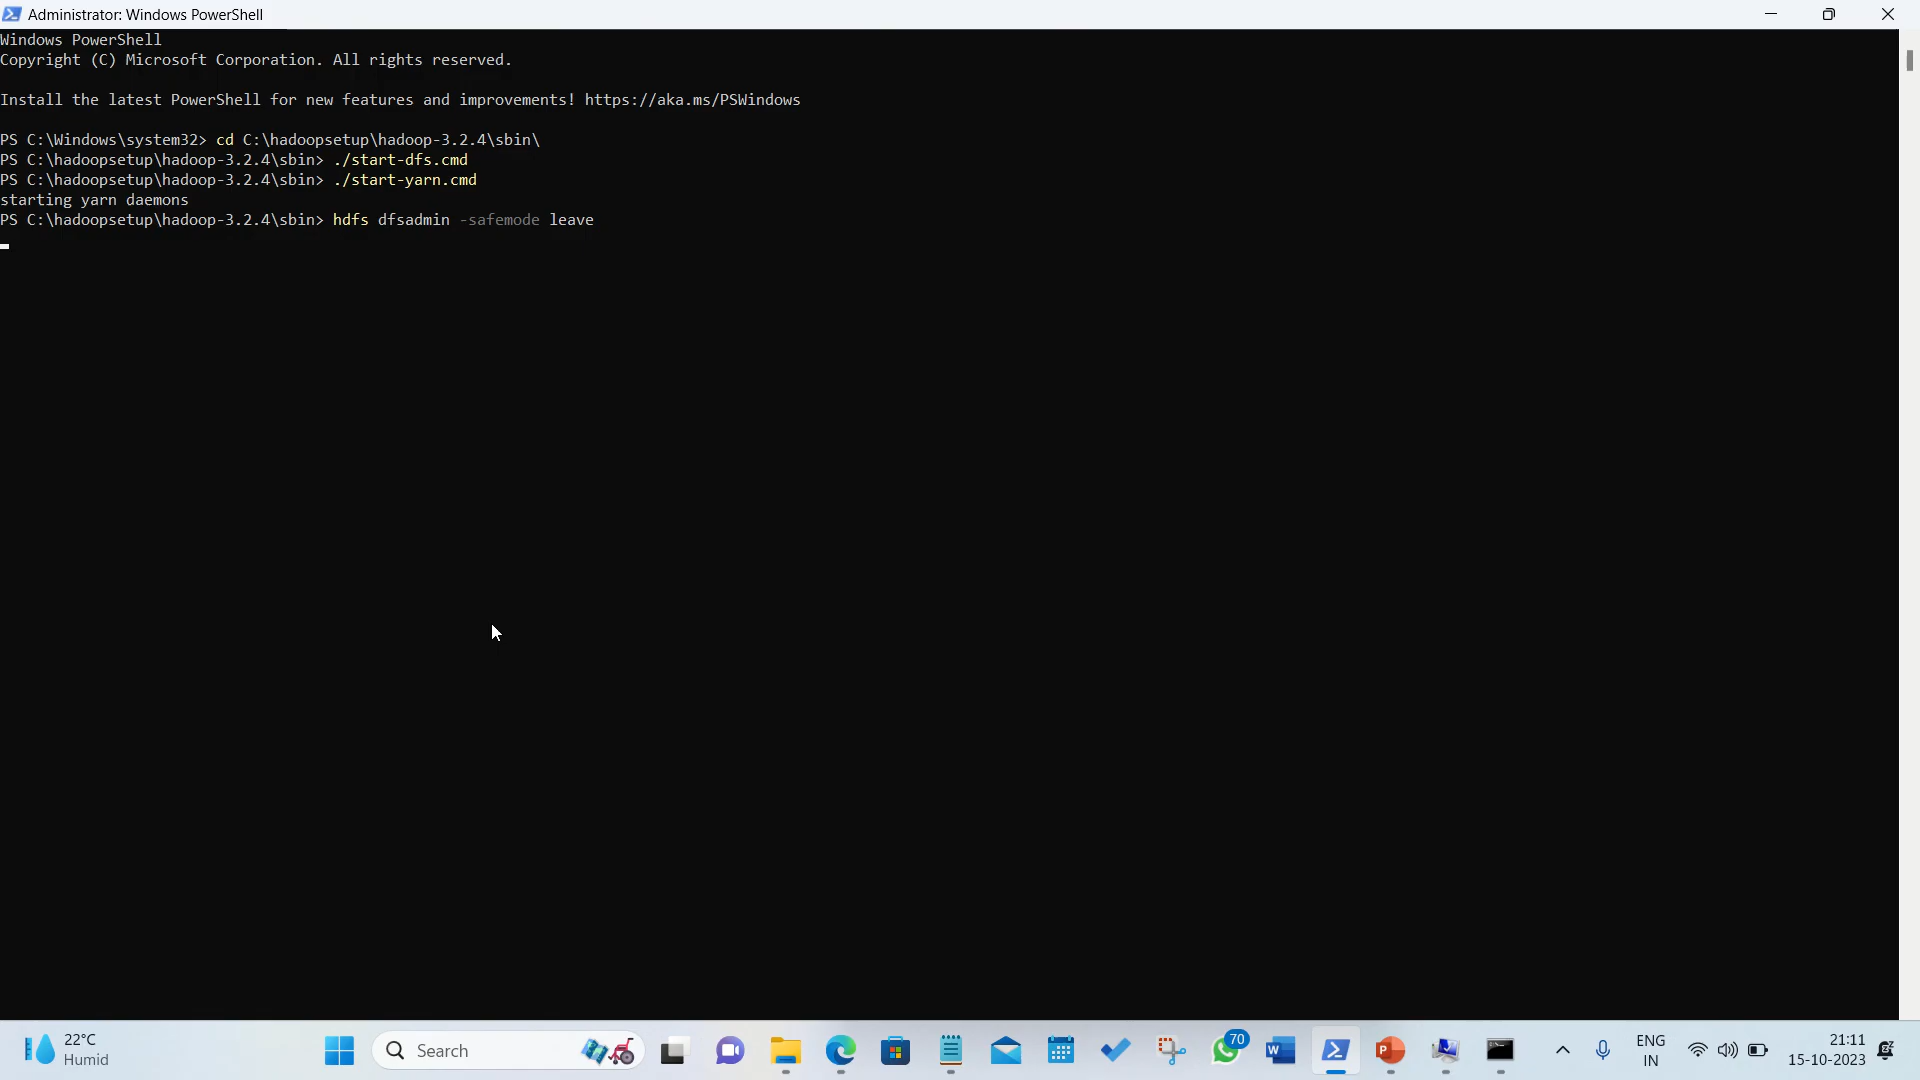 Administrator: Windows PowerShell
Windows PowerShell
Copyright (C) Microsoft Corporation. All rights reserved.
Install the latest PowerShell for new features and improvements! https://aka.ms/PSWindows
PS C:\Windows\system32> cd C:\hadoopsetup\hadoop-3.2.4\sbin\
PS C:\hadoopsetup\hadoop-3.2.4\sbin> ./start-dfs.cmd
PS C:\hadoopsetup\hadoop-3.2.4\sbin> ./start-yarn.cmd
starting yarn daemons
PS C:\hadoopsetup\hadoop-3.2.4\sbin> hdfs dfsadmin -safemode leave
22°C
Humid
Search
70
W
P
ENG
IN
21:11
15-10-2023